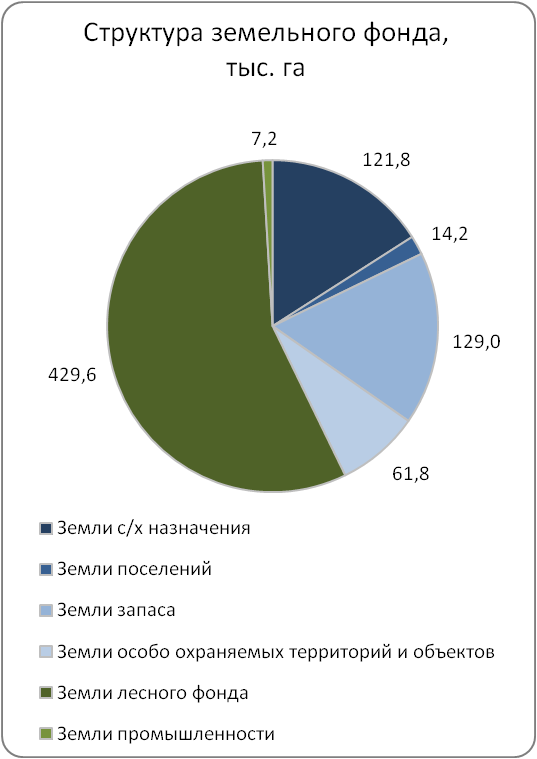 Структура земельного фонда,
тыс. га
7,2
121,8
14,2
129,0
429,6
61,8
Земли с/х назначения
Земли поселений
Земли запаса
Земли особо охраняемых территорий и объектов
Земли лесного фонда
Земли промышленности